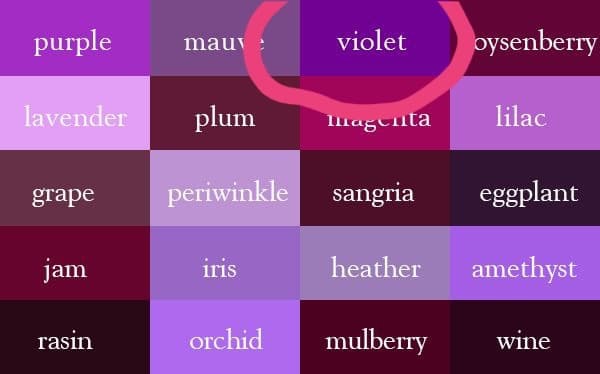 purple mauve violet oysenberry
lavender plum magenta lilac
grape periwinkle sangria eggplant
jam iris heather amethyst
rasin orchid mulberry wine